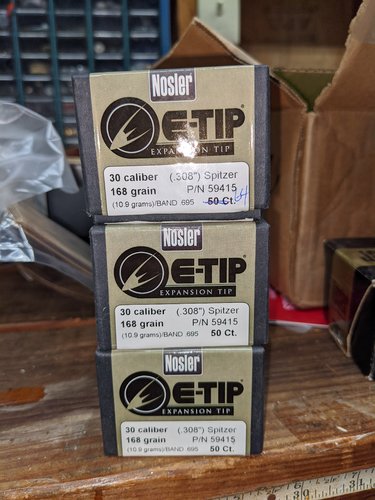 Nosler
E-TIP
EXPANSION TIP
30 caliber (.308") Spitzer
168 grain P/N 59415
(10.9 grams)/BAND .695 50 Ct.
Nosler
E-TIP
EXPANSION TIP
30 caliber (.308") Spitzer
168 grain P/N 59415
(10.9 grams)/BAND .695 50 Ct.
Nosler
E-TIP
EXPANSION TIP
30 caliber (.308") Spitzer
168 grain P/N 59415
(10.9 grams)/BAND .695 50 Ct.
31